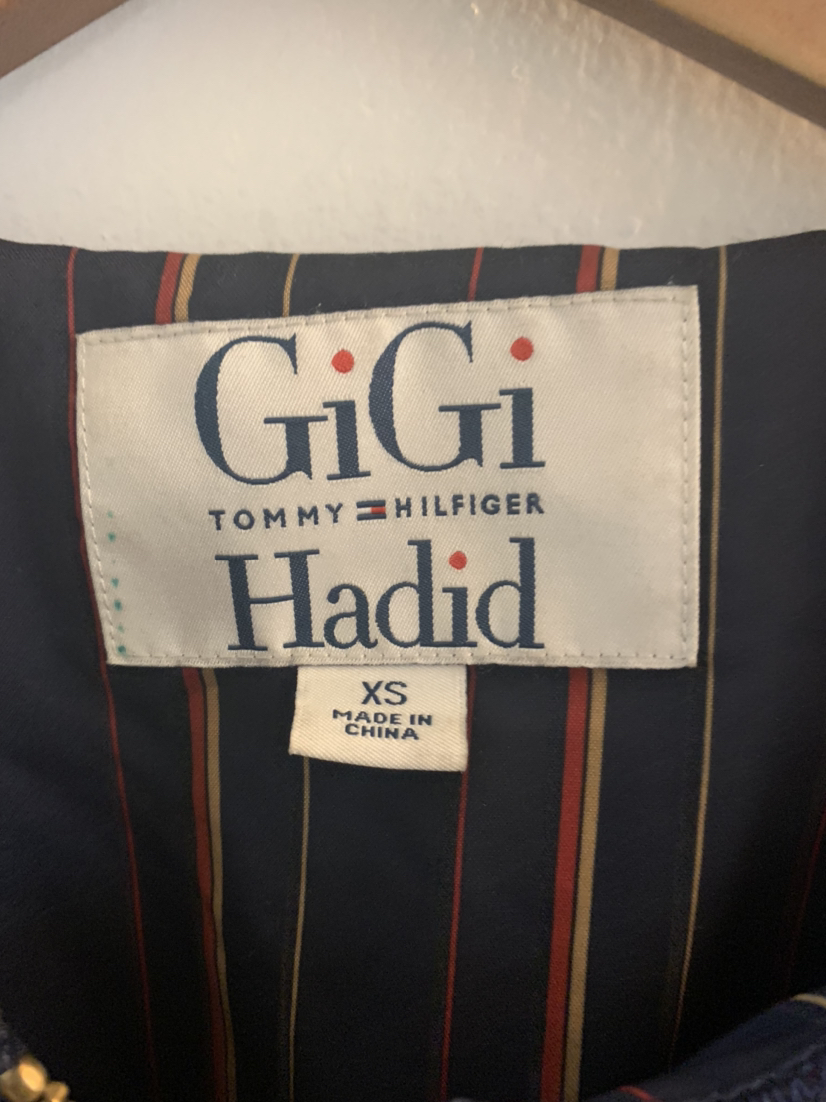 GiGi
TOMMY HILFIGER
Hadid
XS
MADE IN
CHINA